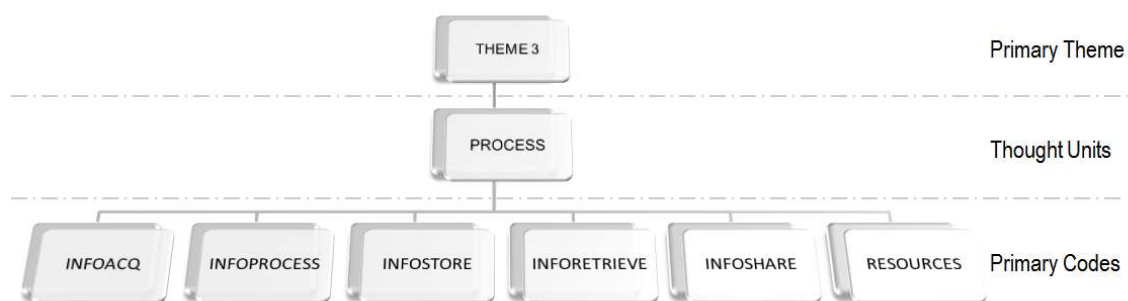 THEME 3
Primary Theme
PROCESS
Thought Units
INFOACQ
INFOPROCESS
INFOSTORE
INFORETRIEVE
INFOSHARE
RESOURCES
Primary Codes